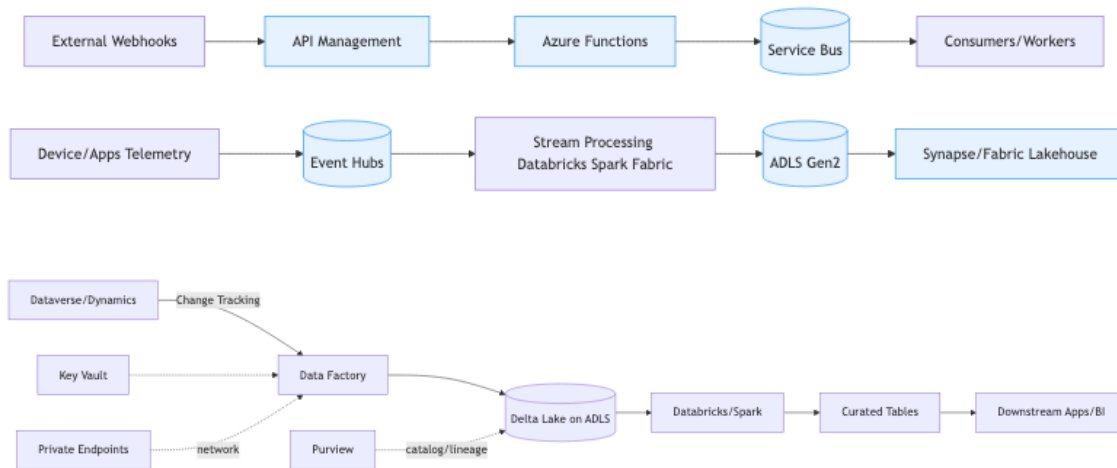 External Webhooks
API Management
Azure Functions
Service Bus
Consumers/Workers
Device/Apps Telemetry
Event Hubs
Stream Processing
Databricks Spark Fabric
ADLS Gen2
Synapse/Fabric Lakehouse
Dataverse/Dynamics
Change Tracking
Key Vault
Data Factory
Private Endpoints
network
Purview
catalog/lineage
Delta Lake on ADLS
Databricks/Spark
Curated Tables
Downstream Apps/BI